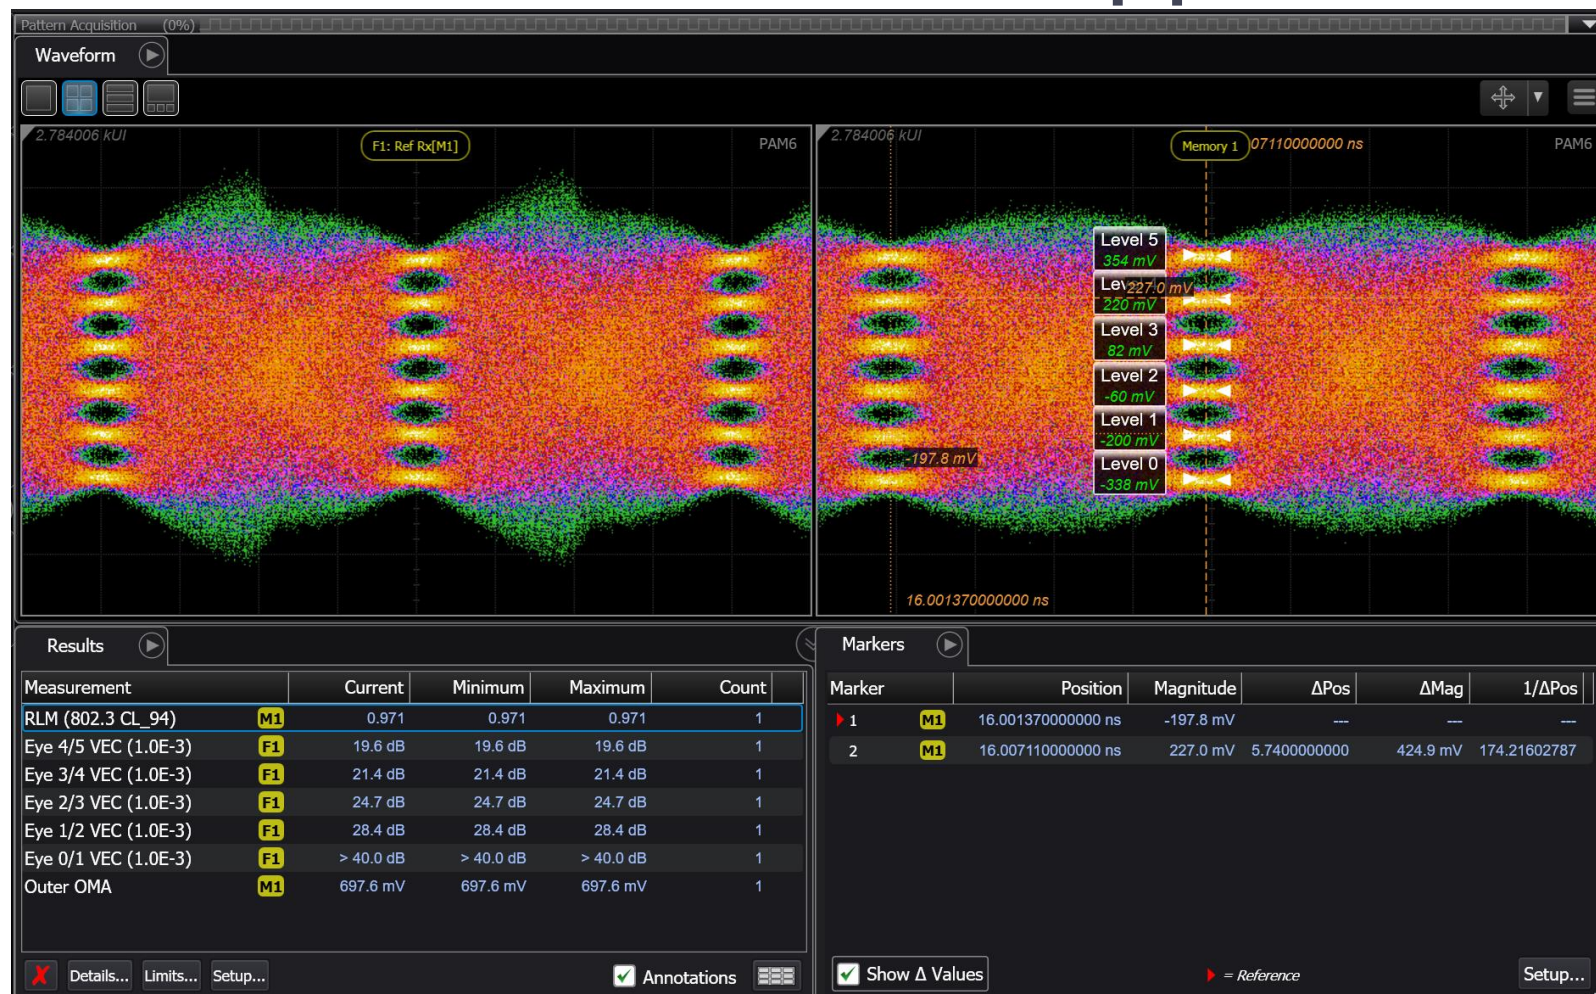 Pattern Acquisition (0%)
Waveform
2.784006 kUI
F1: Ref Rx[M1]
PAM6
2.784006 kUI
Memory 1
07110000000 ns
PAM6
Level 5
354 mV
227.0 mV
220 mV
Level 3
82 mV
Level 2
-60 mV
Level 1
-200 mV
-197.8 mV
Level 0
-338 mV
16.001370000000 ns
Results
Measurement Current Minimum Maximum Count
RLM (802.3 CL_94) M1 0.971 0.971 0.971 1
Eye 4/5 VEC (1.0E-3) F1 19.6 dB 19.6 dB 19.6 dB 1
Eye 3/4 VEC (1.0E-3) F1 21.4 dB 21.4 dB 21.4 dB 1
Eye 2/3 VEC (1.0E-3) F1 24.7 dB 24.7 dB 24.7 dB 1
Eye 1/2 VEC (1.0E-3) F1 28.4 dB 28.4 dB 28.4 dB 1
Eye 0/1 VEC (1.0E-3) F1 > 40.0 dB > 40.0 dB > 40.0 dB 1
Outer OMA M1 697.6 mV 697.6 mV 697.6 mV 1
Details... Limits... Setup... Annotations
Markers
Marker Position Magnitude ΔPos ΔMag 1/ΔPos
1 M1 16.001370000000 ns -197.8 mV --- --- ---
2 M1 16.007110000000 ns 227.0 mV 5.7400000000 424.9 mV 174.21602787
Show Δ Values = Reference Setup...